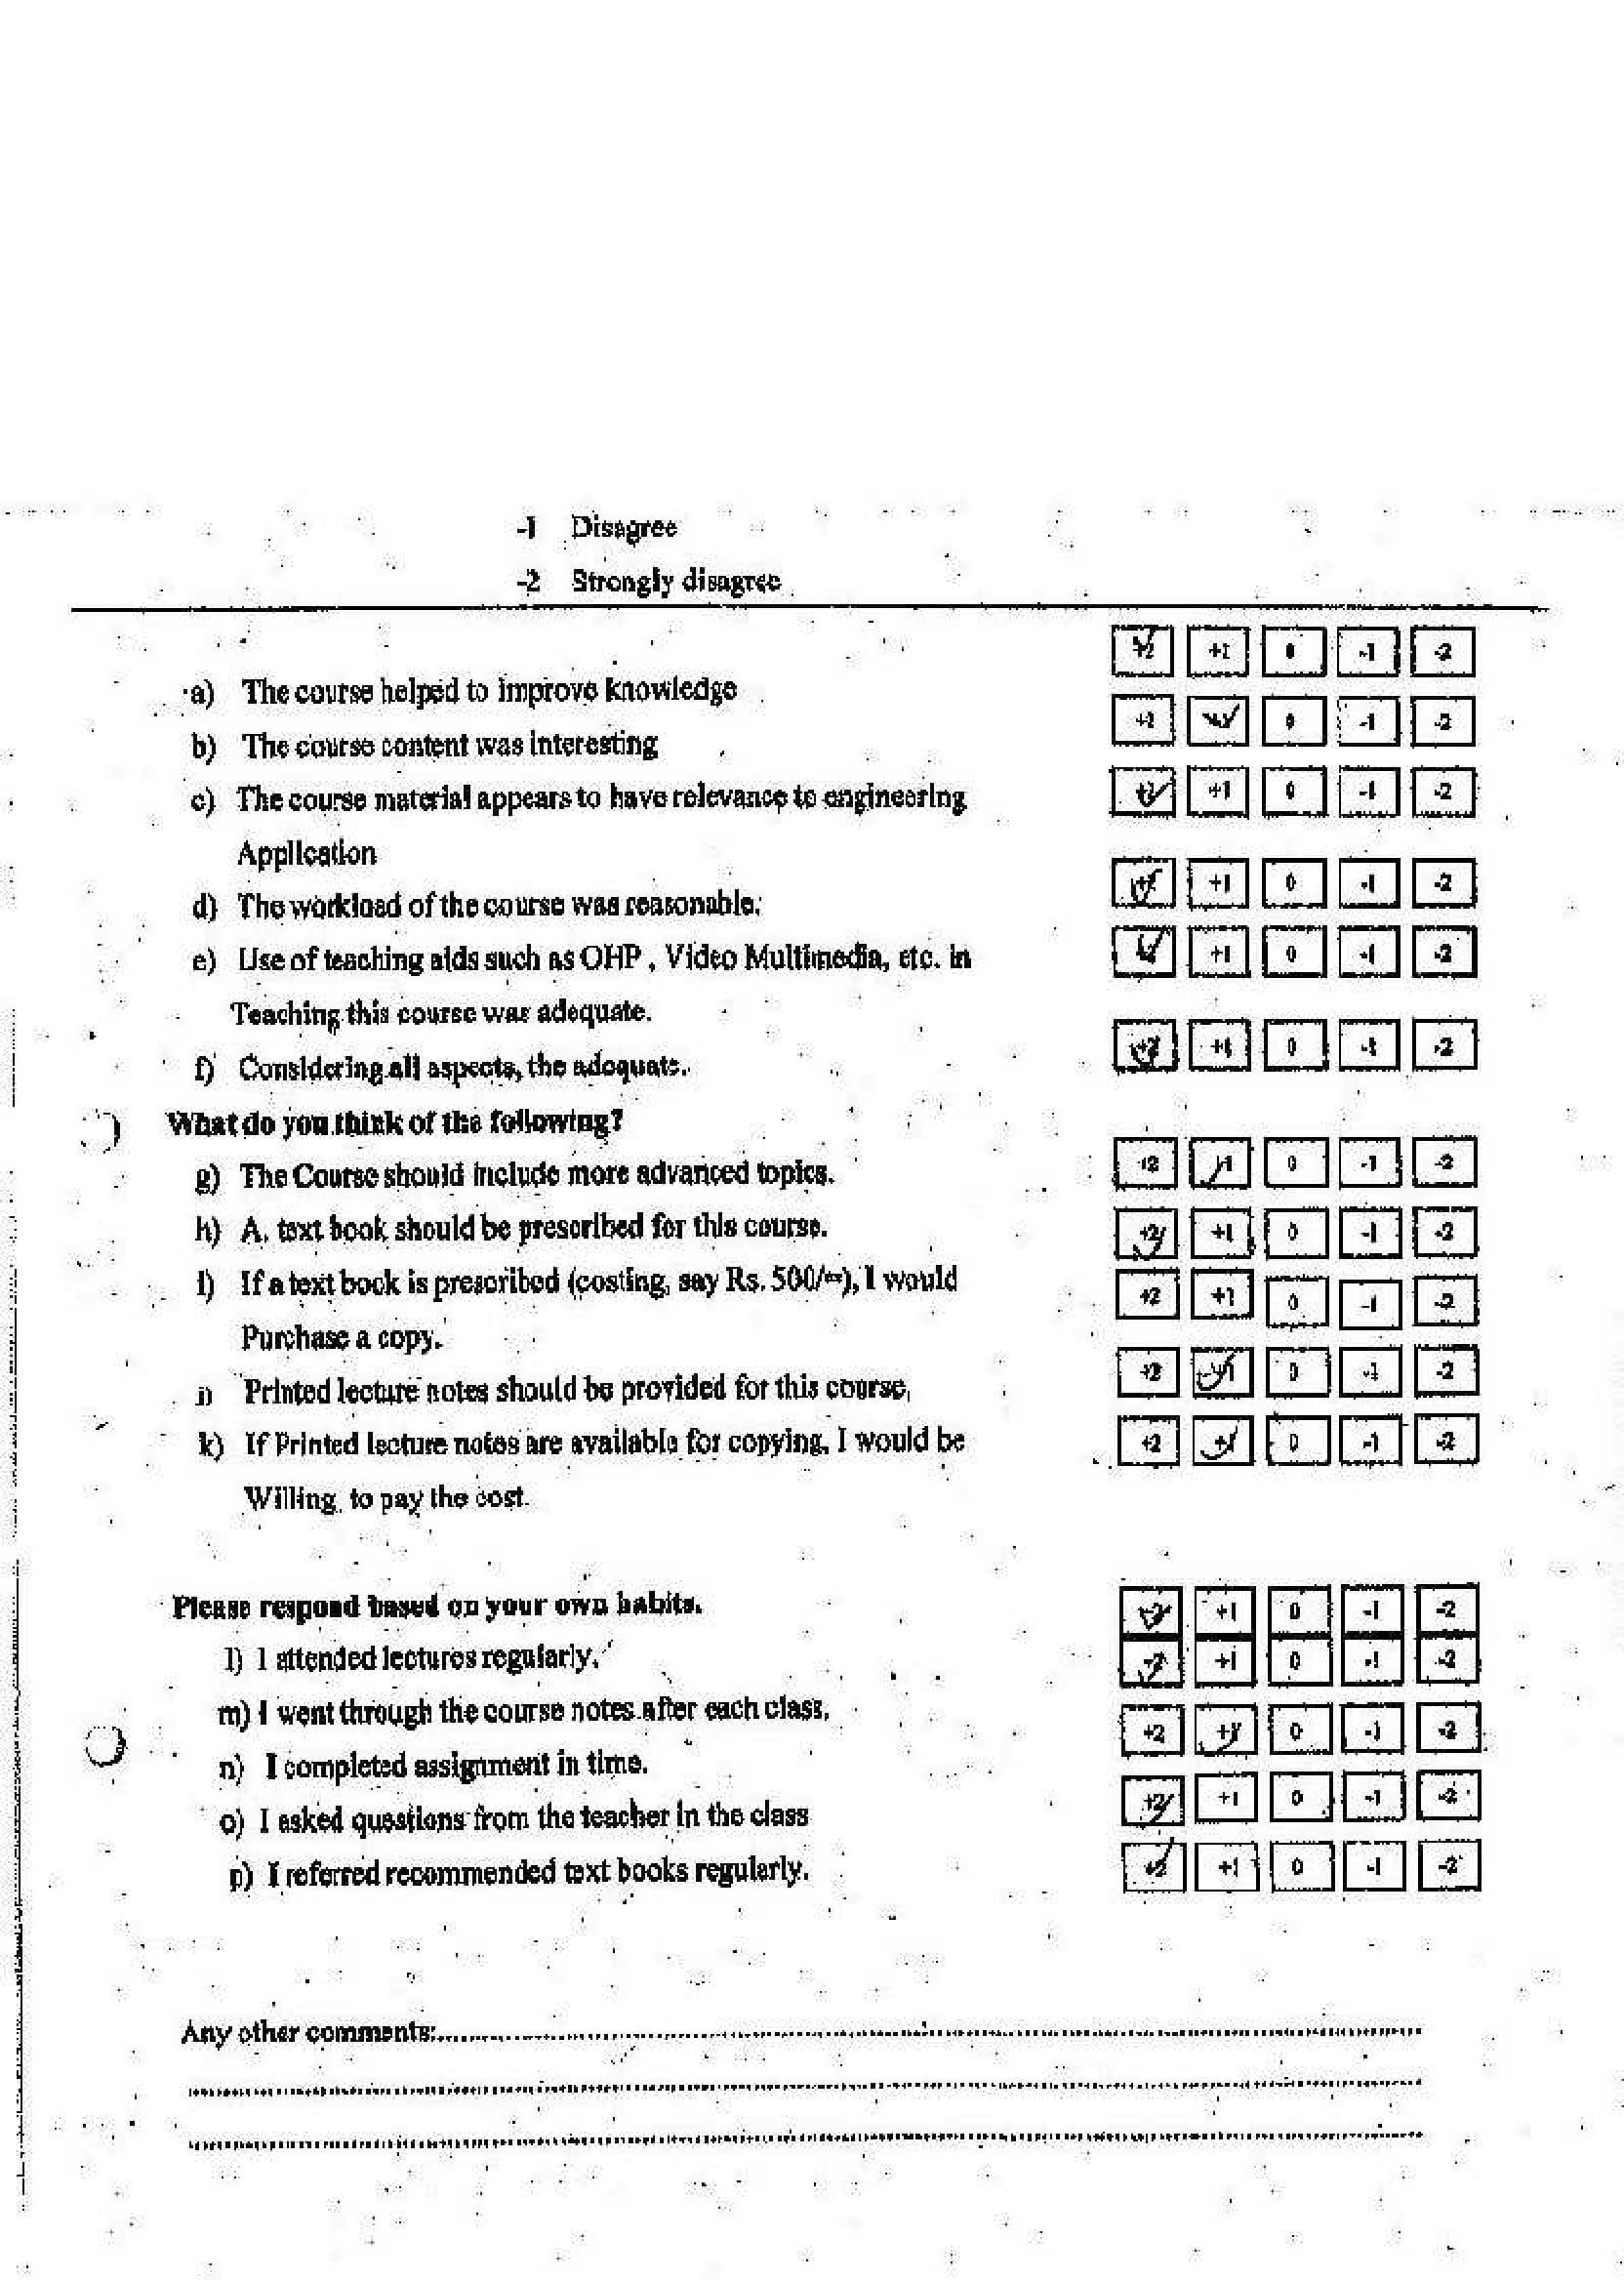 -1 Disagree
-2 Strongly disagree
+2 +1 0 -1 -2
a) The course helped to improve knowledge
+2 +1 0 -1 -2
b) The course content was interesting
c) The course material appears to have relevance to engineering
+2 +1 0 -1 -2
Application
+2 +1 0 -1 -2
d) The workload of the course was reasonable.
e) Use of teaching aids such as OHP , Video Multimedia, etc. in
+2 +1 0 -1 -2
Teaching this course was adequate.
+2 +1 0 -1 -2
f) Considering all aspects, the adequate.
What do you think of the following?
g) The Course should include more advanced topics.
+2 +1 0 -1 -2
h) A. text book should be prescribed for this course.
+2 +1 0 -1 -2
i) If a text book is prescribed (costing, say Rs. 500/=), I would
+2 +1 0 -1 -2
Purchase a copy.
j) Printed lecture notes should be provided for this course,
+2 +1 0 -1 -2
k) If Printed lecture notes are available for copying, I would be
+2 +1 0 -1 -2
Willing to pay the cost.
Please respond based on your own habits.
+2 +1 0 -1 -2
l) I attended lectures regularly.
+2 +1 0 -1 -2
m) I went through the course notes after each class.
+2 +1 0 -1 -2
n) I completed assignment in time.
+2 +1 0 -1 -2
o) I asked questions from the teacher in the class
p) I referred recommended text books regularly.
+2 +1 0 -1 -2
Any other comments: